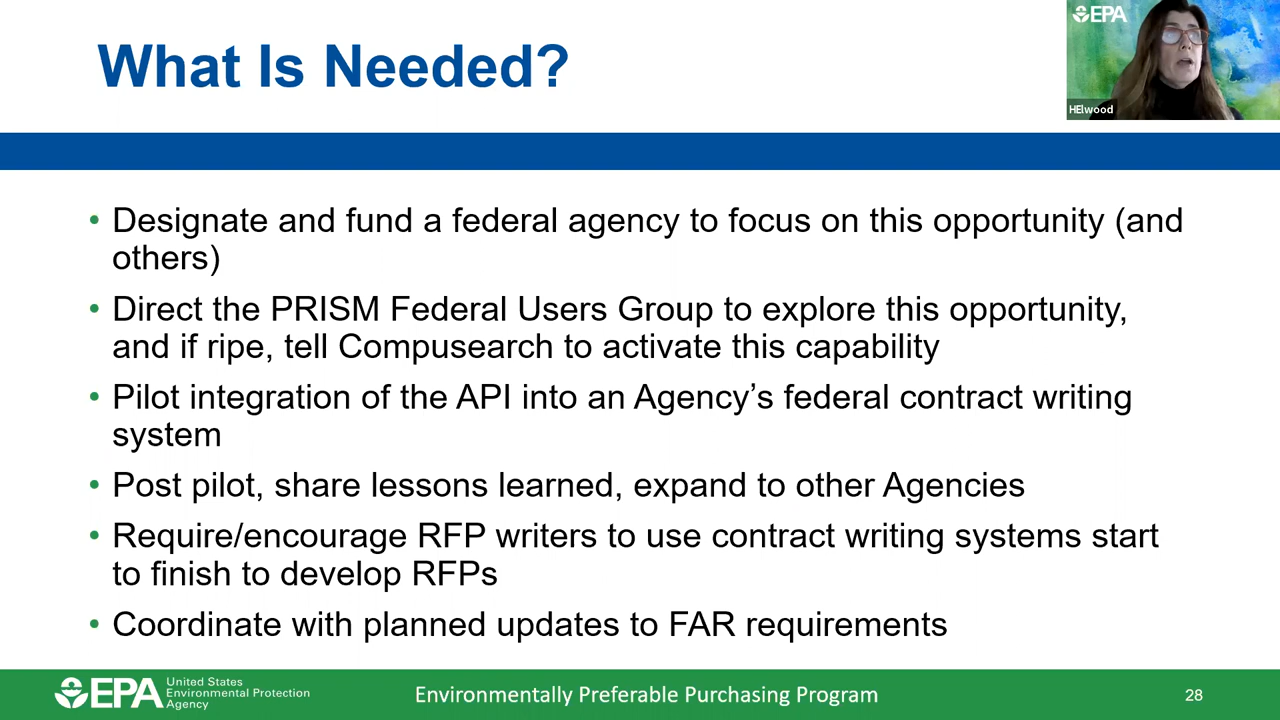 What Is Needed?
EPA
HElwood
• Designate and fund a federal agency to focus on this opportunity (and
others)
• Direct the PRISM Federal Users Group to explore this opportunity,
and if ripe, tell Compusearch to activate this capability
• Pilot integration of the API into an Agency’s federal contract writing
system
• Post pilot, share lessons learned, expand to other Agencies
• Require/encourage RFP writers to use contract writing systems start
to finish to develop RFPs
• Coordinate with planned updates to FAR requirements
EPA
United States
Environmental Protection
Agency
Environmentally Preferable Purchasing Program
28